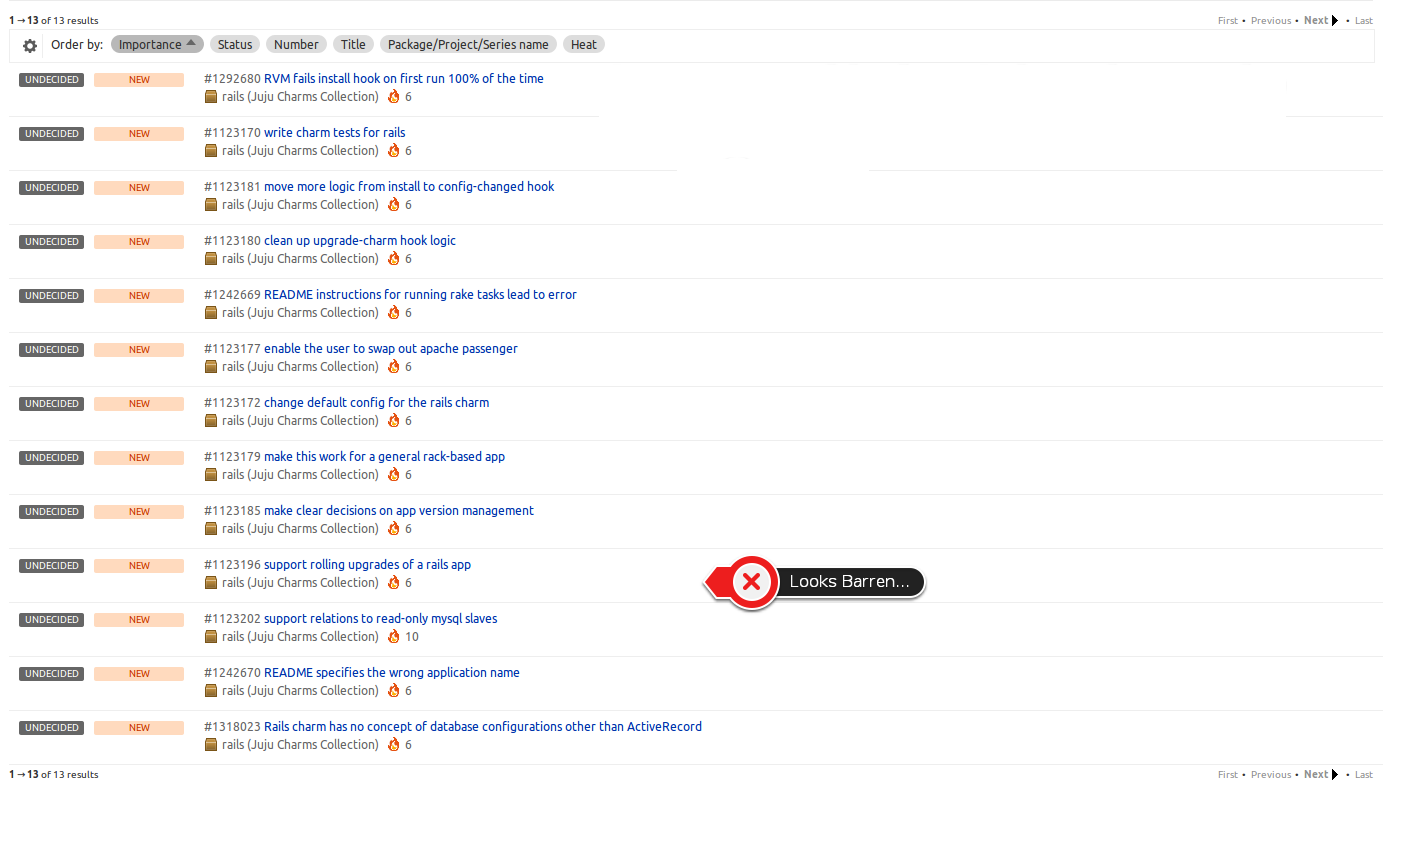 1 → 13 of 13 results First • Previous • Next • Last
Order by: Importance Status Number Title Package/Project/Series name Heat
UNDECIDED NEW #1292680 RVM fails install hook on first run 100% of the time
rails (Juju Charms Collection) 6
UNDECIDED NEW #1123170 write charm tests for rails
rails (Juju Charms Collection) 6
UNDECIDED NEW #1123181 move more logic from install to config-changed hook
rails (Juju Charms Collection) 6
UNDECIDED NEW #1123180 clean up upgrade-charm hook logic
rails (Juju Charms Collection) 6
UNDECIDED NEW #1242669 README instructions for running rake tasks lead to error
rails (Juju Charms Collection) 6
UNDECIDED NEW #1123177 enable the user to swap out apache passenger
rails (Juju Charms Collection) 6
UNDECIDED NEW #1123172 change default config for the rails charm
rails (Juju Charms Collection) 6
UNDECIDED NEW #1123179 make this work for a general rack-based app
rails (Juju Charms Collection) 6
UNDECIDED NEW #1123185 make clear decisions on app version management
rails (Juju Charms Collection) 6
UNDECIDED NEW #1123196 support rolling upgrades of a rails app
rails (Juju Charms Collection) 6 Looks Barren...
UNDECIDED NEW #1123202 support relations to read-only mysql slaves
rails (Juju Charms Collection) 10
UNDECIDED NEW #1242670 README specifies the wrong application name
rails (Juju Charms Collection) 6
UNDECIDED NEW #1318023 Rails charm has no concept of database configurations other than ActiveRecord
rails (Juju Charms Collection) 6
1 → 13 of 13 results First • Previous • Next • Last